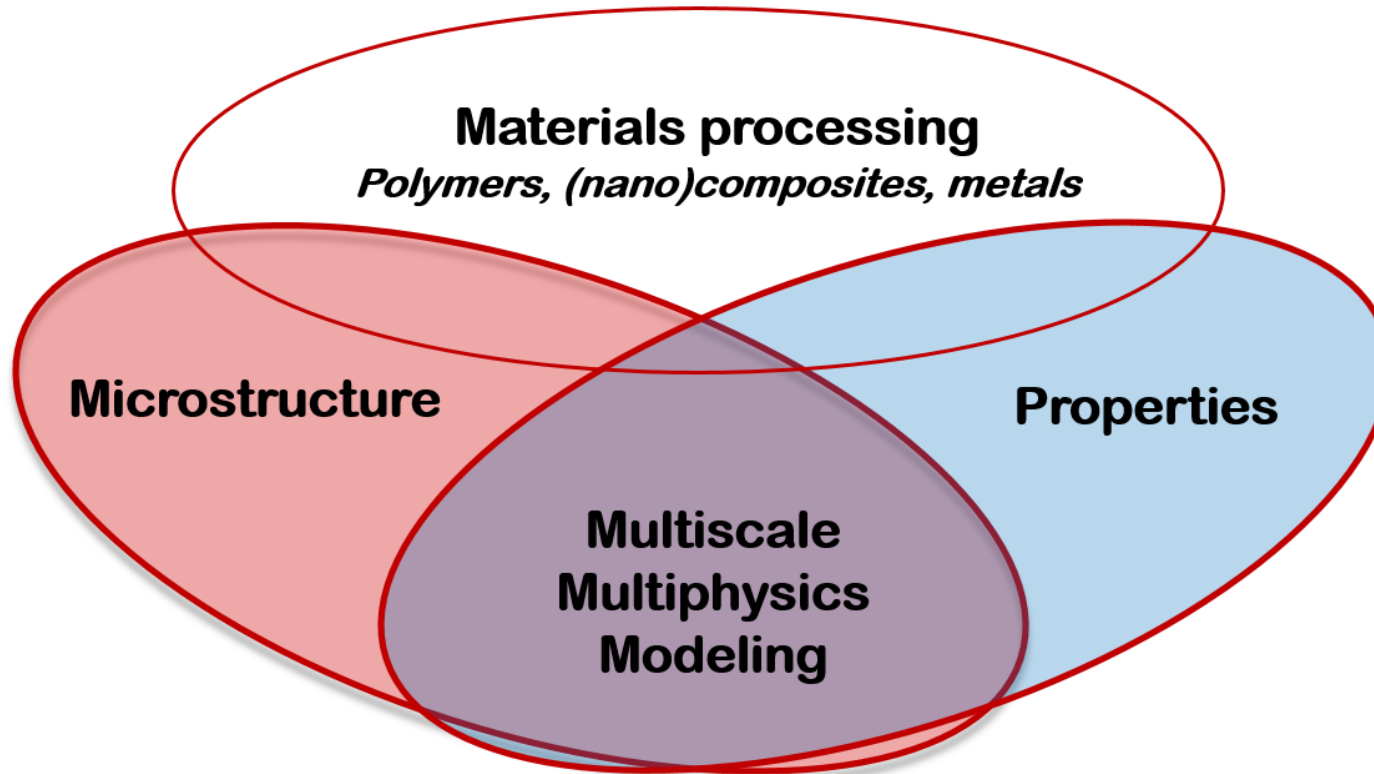 Materials processing
Polymers, (nano)composites, metals
Microstructure
Properties
Multiscale
Multiphysics
Modeling